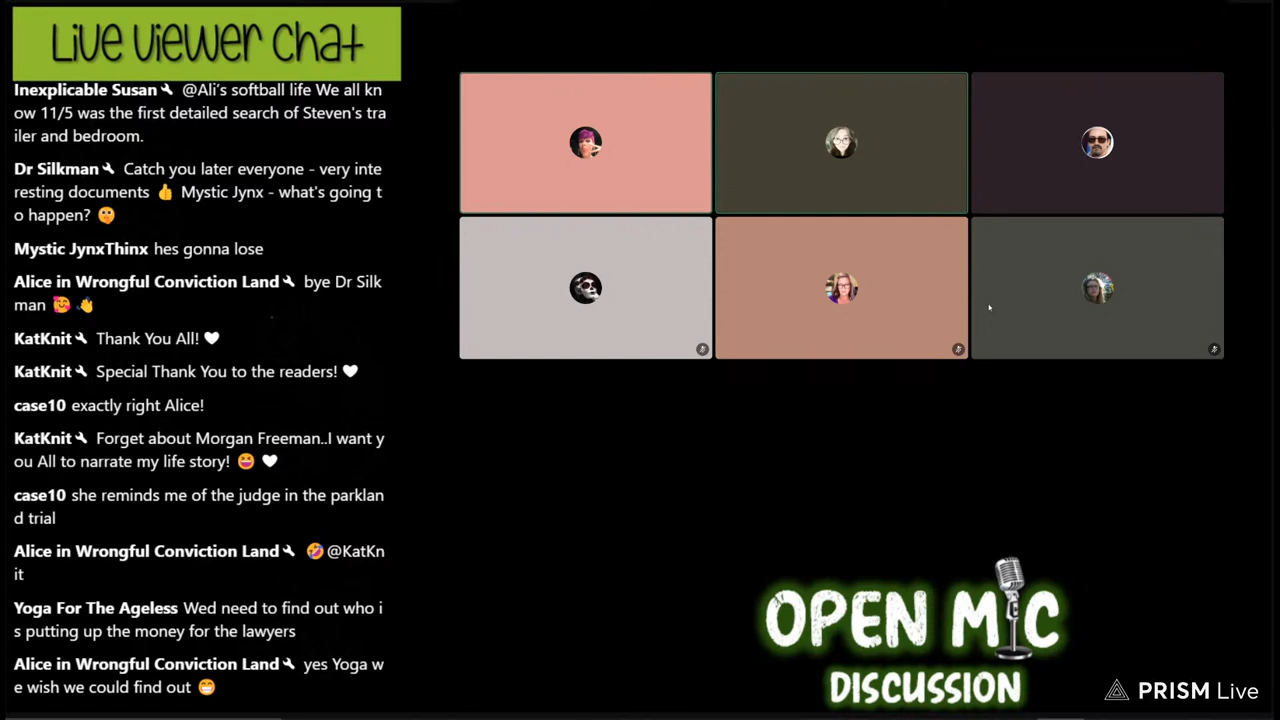 Live Viewer Chat
Inexplicable Susan @Ali's softball life We all kn
ow 11/5 was the first detailed search of Steven's tra
iler and bedroom.
Dr Silkman Catch you later everyone - very inte
resting documents 👍 Mystic Jynx - what's going t
o happen? 🤫
Mystic JynxThinx hes gonna lose
Alice in Wrongful Conviction Land bye Dr Silk
man 🥰 👋
KatKnit Thank You All! 🤍
KatKnit Special Thank You to the readers! 🤍
case10 exactly right Alice!
KatKnit Forget about Morgan Freeman..I want y
ou All to narrate my life story! 😆 🤍
case10 she reminds me of the judge in the parklan
d trial
Alice in Wrongful Conviction Land 🤣 @KatKn
it
Yoga For The Ageless Wed need to find out who i
s putting up the money for the lawyers
Alice in Wrongful Conviction Land yes Yoga w
e wish we could find out 😁
OPEN MIC
DISCUSSION
PRISM Live